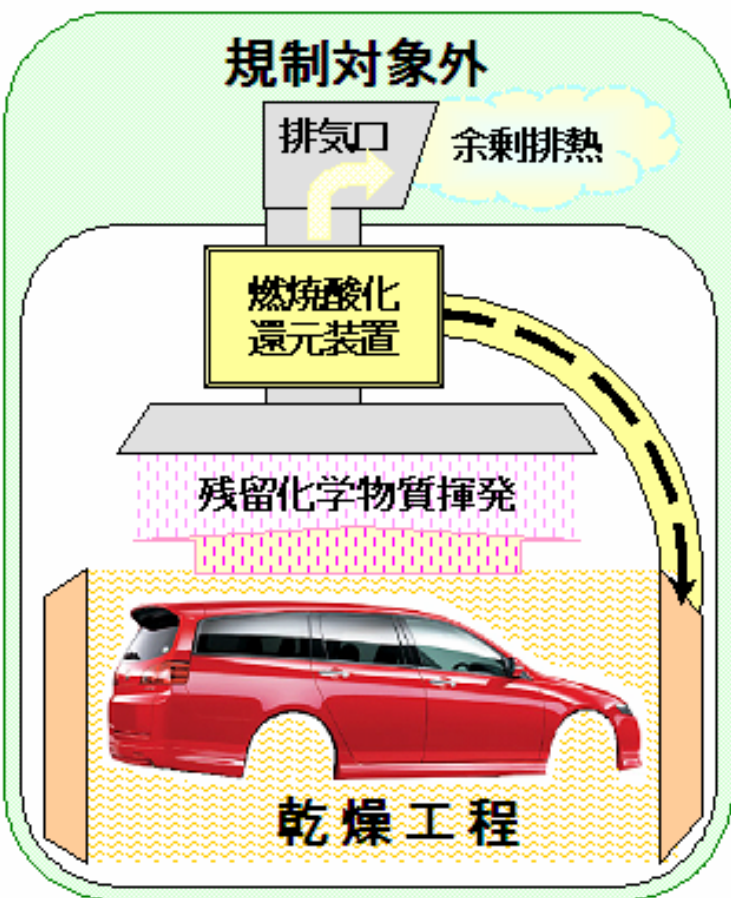 規制対象外
排気口
余剰排熱
燃焼酸化
還元装置
残留化学物質揮発
乾燥工程